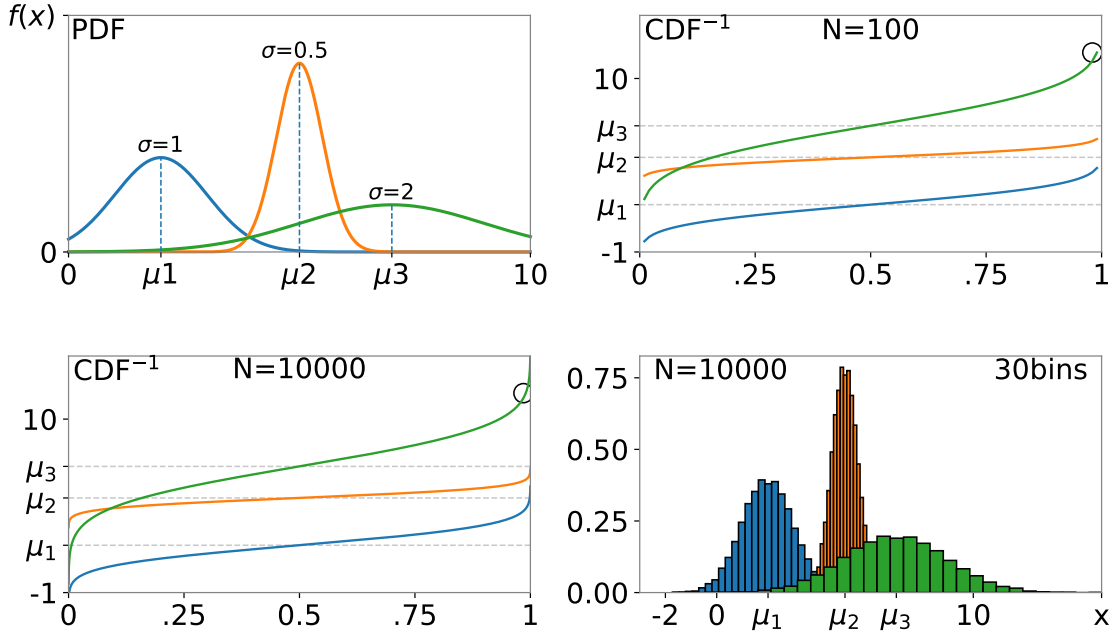 f(x)
PDF
σ=0.5
σ=1
σ=2
0
0 μ1 μ2 μ3 10
CDF⁻¹ N=100
10
μ₃
μ₂
μ₁
-1
0 .25 0.5 .75 1
CDF⁻¹ N=10000
10
μ₃
μ₂
μ₁
-1
0 .25 0.5 .75 1
N=10000 30bins
0.75
0.50
0.25
0.00
-2 0 μ₁ μ₂ μ₃ 10 x